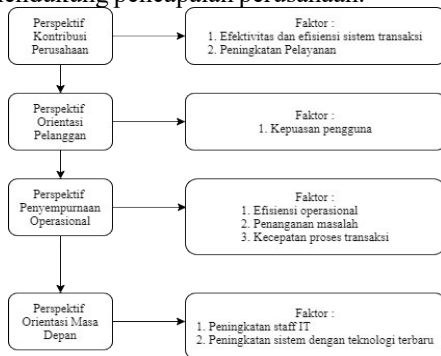 mendukung pencapaian perusahaan.
Perspektif
Kontribusi
Perusahaan
Faktor :
1. Efektivitas dan efisiensi sistem transaksi
2. Peningkatan Pelayanan
Perspektif
Orientasi
Pelanggan
Faktor :
1. Kepuasan pengguna
Perspektif
Penyempurnaan
Operasional
Faktor :
1. Efisiensi operasional
2. Penanganan masalah
3. Kecepatan proses transaksi
Perspektif
Orientasi Masa
Depan
Faktor :
1. Peningkatan staff IT
2. Peningkatan sistem dengan teknologi terbaru